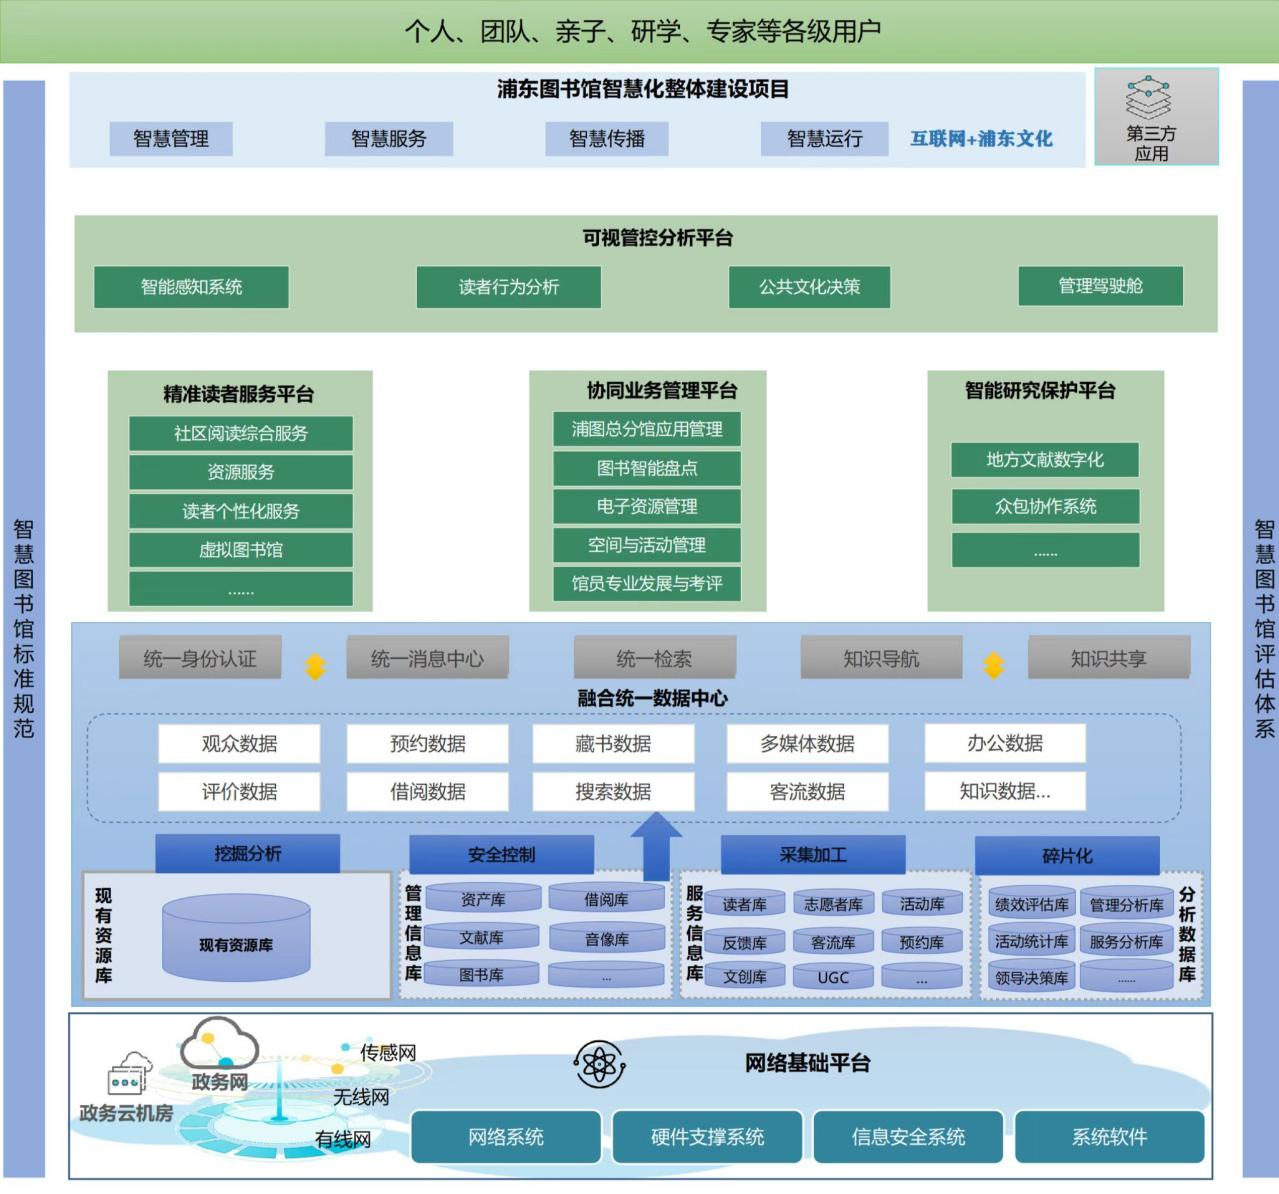 个人、团队、亲子、研学、专家等各级用户
浦东图书馆智慧化整体建设项目
智慧管理
智慧服务
智慧传播
智慧运行
互联网+浦东文化
第三方
应用
智慧图书馆标准规范
智慧图书馆评估体系
可视管控分析平台
智能感知系统
读者行为分析
公共文化决策
管理驾驶舱
精准读者服务平台
社区阅读综合服务
资源服务
读者个性化服务
虚拟图书馆
......
协同业务管理平台
浦图总分馆应用管理
图书智能盘点
电子资源管理
空间与活动管理
馆员专业发展与考评
智能研究保护平台
地方文献数字化
众包协作系统
......
统一身份认证
统一消息中心
统一检索
知识导航
知识共享
融合统一数据中心
观众数据
预约数据
藏书数据
多媒体数据
办公数据
评价数据
借阅数据
搜索数据
客流数据
知识数据...
挖掘分析
安全控制
采集加工
碎片化
现有资源库
现有资源库
管理信息库
资产库
借阅库
文献库
音像库
图书库
...
服务信息库
读者库
志愿者库
活动库
反馈库
客流库
预约库
文创库
UGC
...
绩效评估库
管理分析库
活动统计库
服务分析库
领导决策库
......
分析数据库
政务云机房
政务网
传感网
无线网
有线网
网络基础平台
网络系统
硬件支撑系统
信息安全系统
系统软件